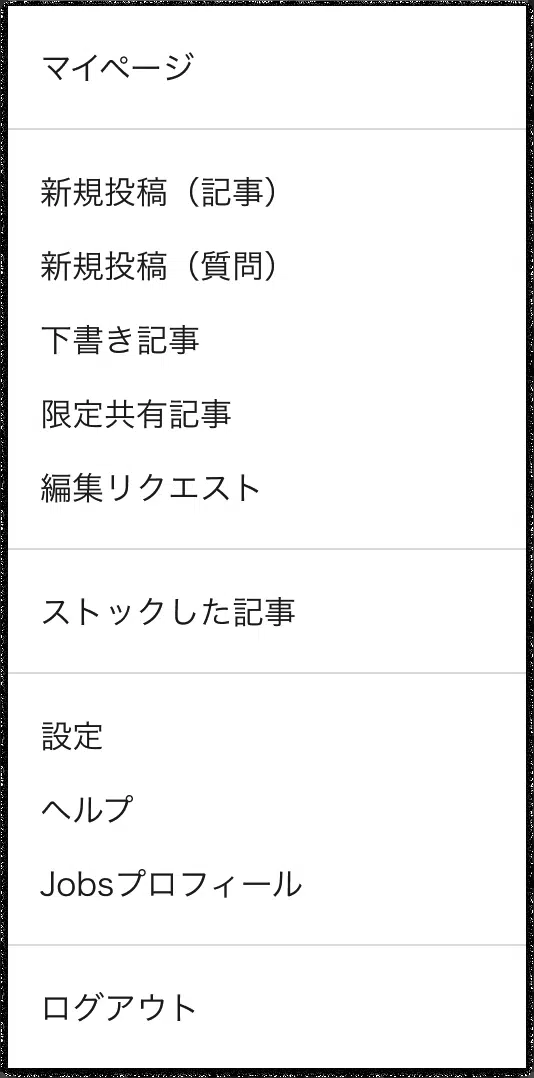 マイページ
新規投稿（記事）
新規投稿（質問）
下書き記事
限定共有記事
編集リクエスト
ストックした記事
設定
ヘルプ
Jobsプロフィール
ログアウト